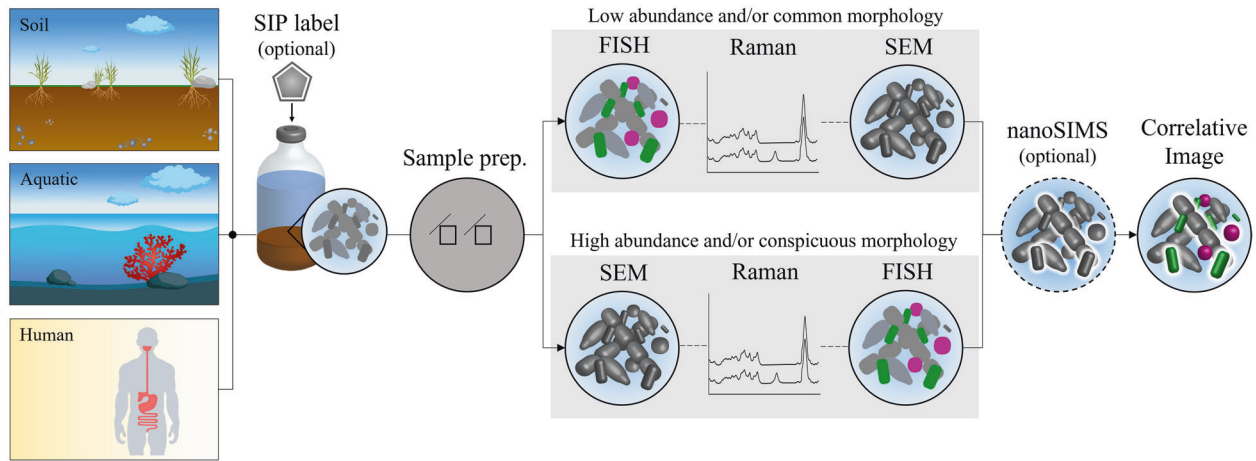 Soil
Aquatic
Human
SIP label
(optional)
Sample prep.
Low abundance and/or common morphology
FISH Raman SEM
High abundance and/or conspicuous morphology
SEM Raman FISH
nanoSIMS
(optional)
Correlative
Image